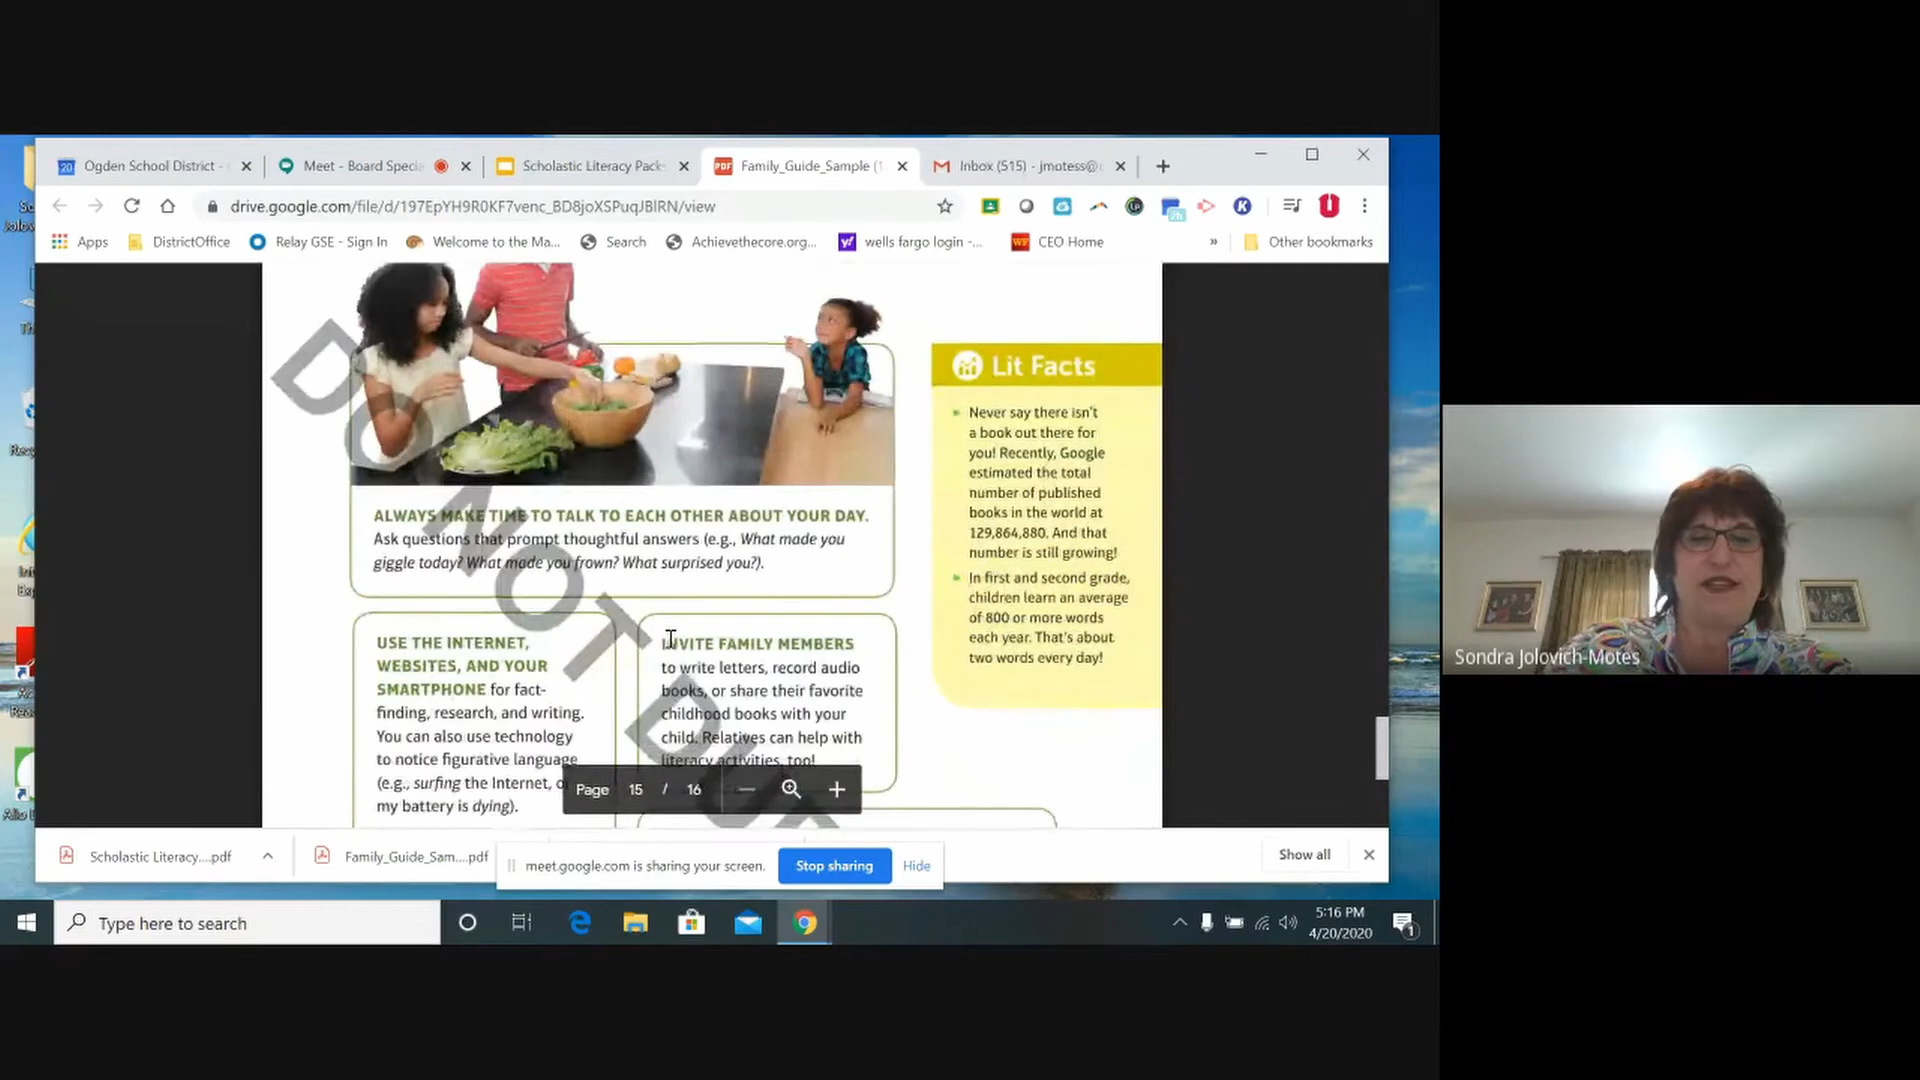 Ogden School District -
Meet - Board Specia
Scholastic Literacy Pack
Family_Guide_Sample (1
Inbox (515) - jmotess@
drive.google.com/file/d/197EpYH9R0KF7venc_BD8joXSPuqJBlRN/view
Apps
DistrictOffice
Relay GSE - Sign In
Welcome to the Ma...
Search
Achievethecore.org...
wells fargo login -...
CEO Home
»
Other bookmarks
DO NOT DU
ALWAYS MAKE TIME TO TALK TO EACH OTHER ABOUT YOUR DAY.
Ask questions that prompt thoughtful answers (e.g., What made you
giggle today? What made you frown? What surprised you?).
USE THE INTERNET,
WEBSITES, AND YOUR
SMARTPHONE for fact-
finding, research, and writing.
You can also use technology
to notice figurative language
(e.g., surfing the Internet, o
my battery is dying).
INVITE FAMILY MEMBERS
to write letters, record audio
books, or share their favorite
childhood books with your
child. Relatives can help with
literacy activities, too!
Lit Facts
Never say there isn't
a book out there for
you! Recently, Google
estimated the total
number of published
books in the world at
129,864,880. And that
number is still growing!
In first and second grade,
children learn an average
of 800 or more words
each year. That's about
two words every day!
Page 15 / 16
Scholastic Literacy....pdf
Family_Guide_Sam....pdf
meet.google.com is sharing your screen.
Stop sharing
Hide
Show all
Type here to search
5:16 PM
4/20/2020
1
Sondra Jolovich-Motes